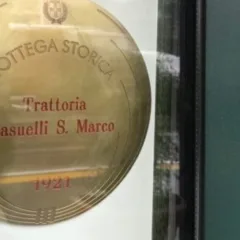 OTTEGA STORICA
Trattoria
asuelli S. Marco
1921